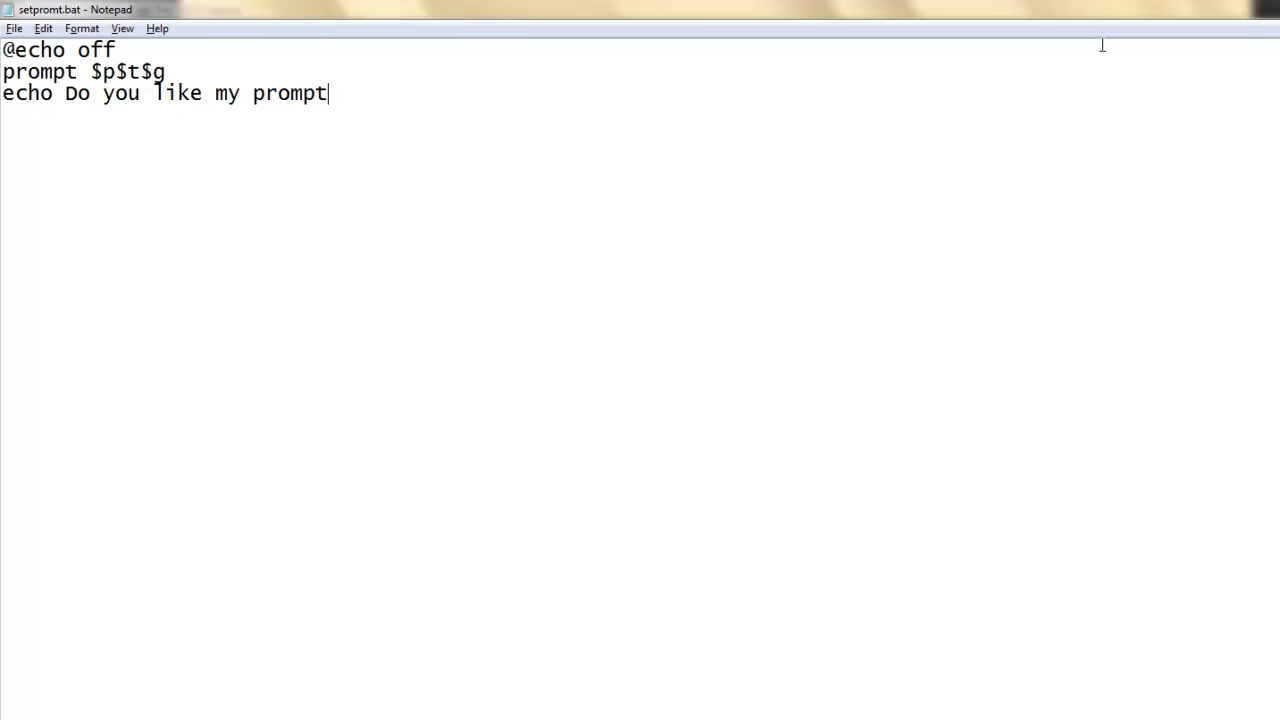 setpromt.bat - Notepad
File Edit Format View Help
@echo off
prompt $p$t$g
echo Do you like my prompt